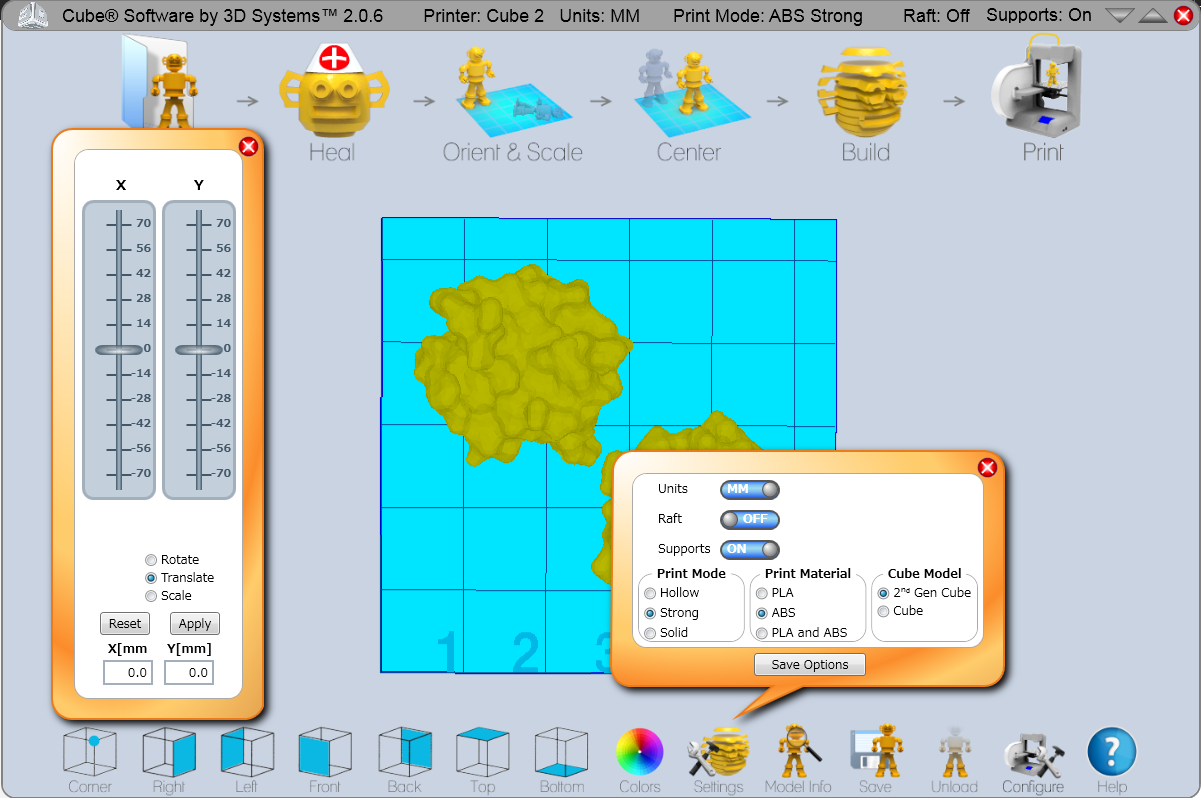 Cube® Software by 3D Systems™ 2.0.6 Printer: Cube 2 Units: MM Print Mode: ABS Strong Raft: Off Supports: On
Heal Orient & Scale Center Build Print
X Y
70 70
56 56
42 42
28 28
14 14
0 0
-14 -14
-28 -28
-42 -42
-56 -56
-70 -70
Rotate
Translate
Scale
Reset Apply
X[mm Y[mm]
0.0 0.0
1 2 3
Units MM
Raft OFF
Supports ON
Print Mode Print Material Cube Model
Hollow PLA 2nd Gen Cube
Strong ABS Cube
Solid PLA and ABS
Save Options
Corner Right Left Front Back Top Bottom Colors Settings Model Info Save Unload Configure Help
?